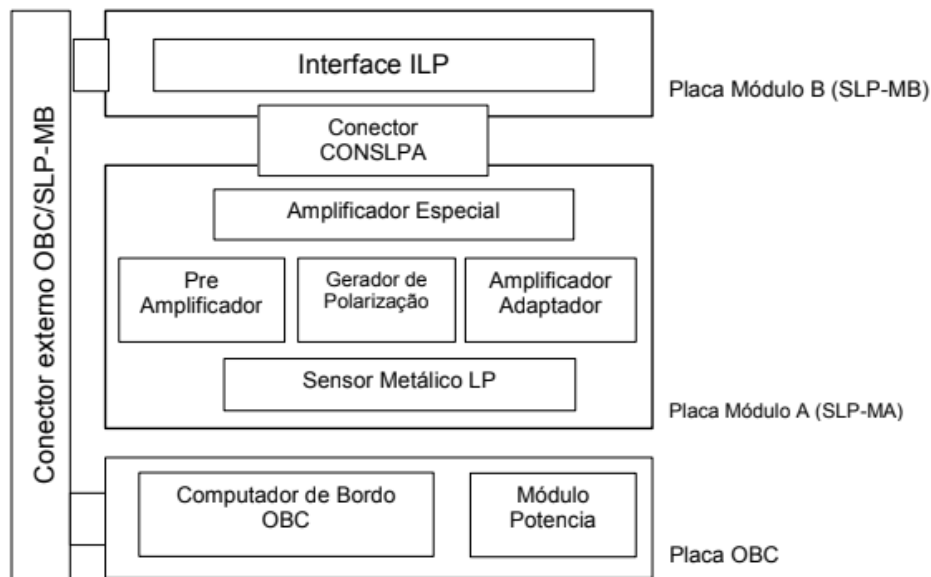 Conector externo OBC/SLP-MB
Interface ILP
Placa Módulo B (SLP-MB)
Conector
CONSLPA
Amplificador Especial
Pre
Amplificador
Gerador de
Polarização
Amplificador
Adaptador
Sensor Metálico LP
Placa Módulo A (SLP-MA)
Computador de Bordo
OBC
Módulo
Potencia
Placa OBC